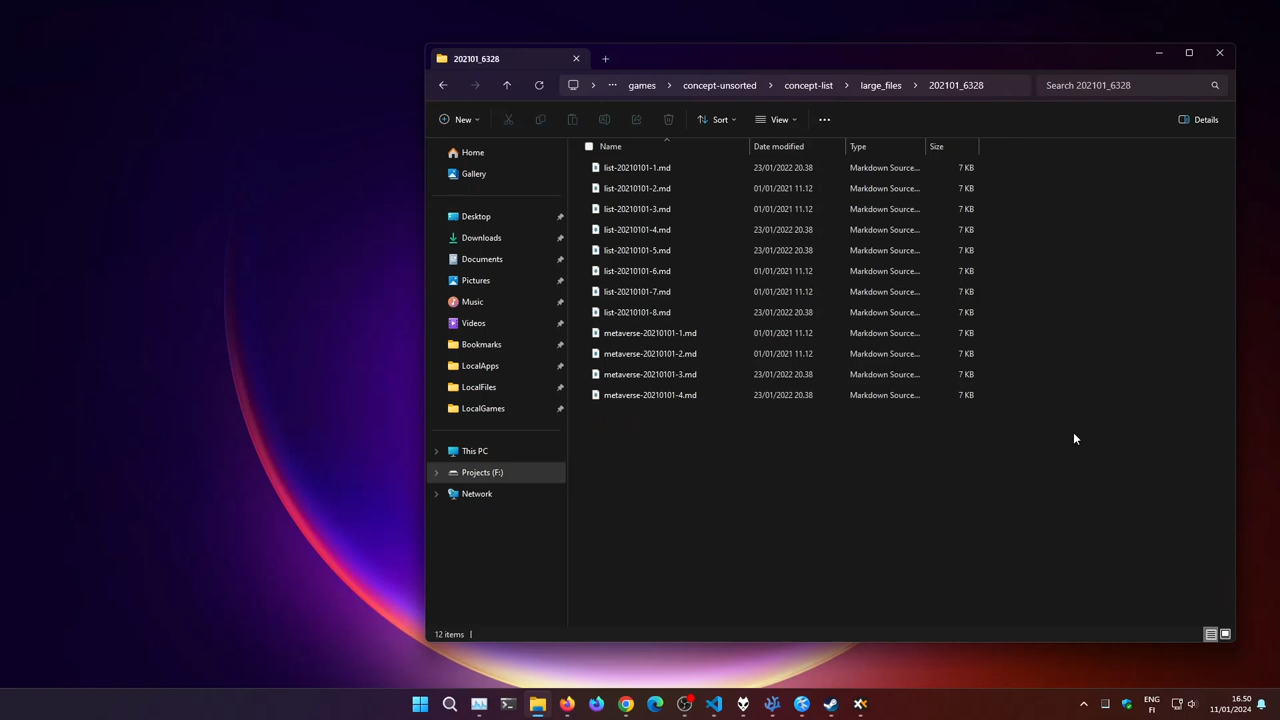 202101_6328
games
concept-unsorted
concept-list
large_files
202101_6328
Search 202101_6328
New
Sort
View
Details
Home
Gallery
Desktop
Downloads
Documents
Pictures
Music
Videos
Bookmarks
LocalApps
LocalFiles
LocalGames
This PC
Projects (F:)
Network
Name Date modified Type Size
list-20210101-1.md 23/01/2022 20.38 Markdown Source... 7 KB
list-20210101-2.md 01/01/2021 11.12 Markdown Source... 7 KB
list-20210101-3.md 01/01/2021 11.12 Markdown Source... 7 KB
list-20210101-4.md 23/01/2022 20.38 Markdown Source... 7 KB
list-20210101-5.md 23/01/2022 20.38 Markdown Source... 7 KB
list-20210101-6.md 01/01/2021 11.12 Markdown Source... 7 KB
list-20210101-7.md 01/01/2021 11.12 Markdown Source... 7 KB
list-20210101-8.md 23/01/2022 20.38 Markdown Source... 7 KB
metaverse-20210101-1.md 01/01/2021 11.12 Markdown Source... 7 KB
metaverse-20210101-2.md 01/01/2021 11.12 Markdown Source... 7 KB
metaverse-20210101-3.md 23/01/2022 20.38 Markdown Source... 7 KB
metaverse-20210101-4.md 23/01/2022 20.38 Markdown Source... 7 KB
12 items
ENG
FI
16.50
11/01/2024